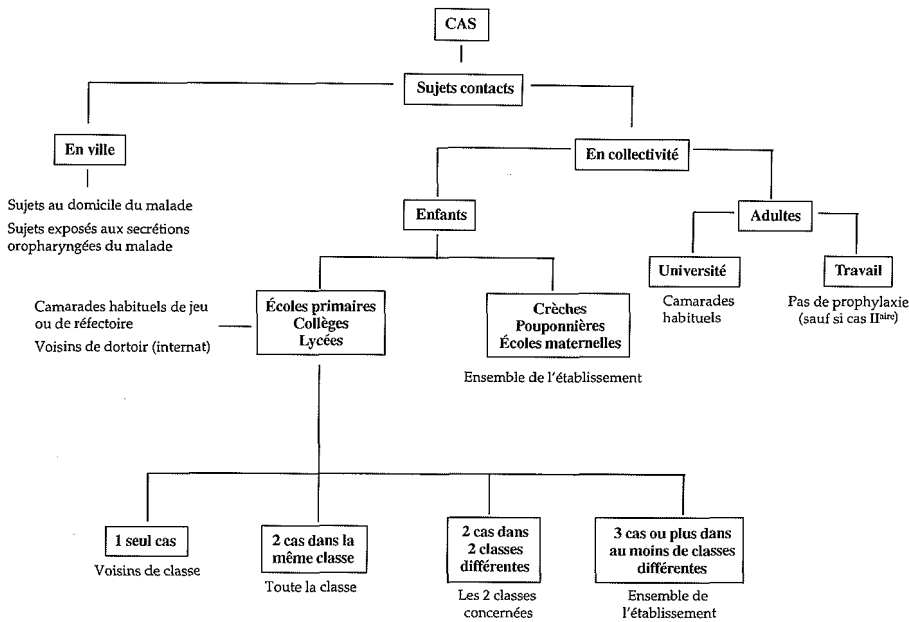 CAS
Sujets contacts
En ville
En collectivité
Sujets au domicile du malade
Sujets exposés aux secrétions
oropharyngées du malade
Enfants
Adultes
Université
Travail
Camarades
habituels
Pas de prophylaxie
(sauf si cas IIaire)
Camarades habituels de jeu
ou de réfectoire
Voisins de dortoir (internat)
Écoles primaires
Collèges
Lycées
Crèches
Pouponnières
Écoles maternelles
Ensemble de l'établissement
1 seul cas
Voisins de classe
2 cas dans la
même classe
Toute la classe
2 cas dans
2 classes
différentes
Les 2 classes
concernées
3 cas ou plus dans
au moins de classes
différentes
Ensemble de
l'établissement